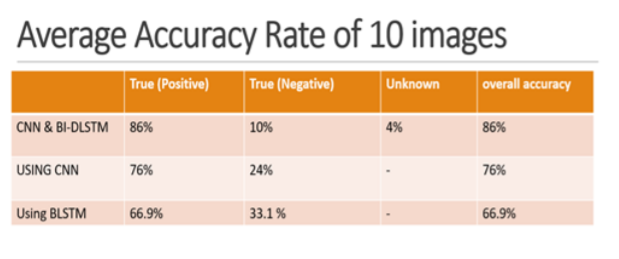 Average Accuracy Rate of 10 images
True (Positive) True (Negative) Unknown overall accuracy
CNN & BI-DLSTM 86% 10% 4% 86%
USING CNN 76% 24% - 76%
Using BLSTM 66.9% 33.1 % - 66.9%